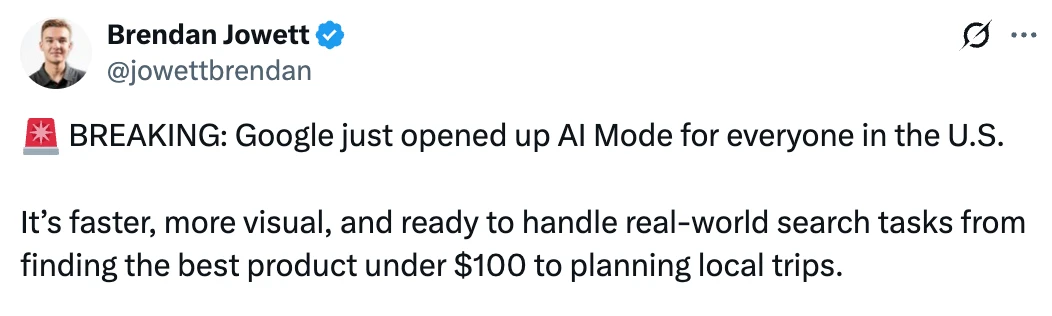 Brendan Jowett
@jowettbrendan
🚨 BREAKING: Google just opened up AI Mode for everyone in the U.S.
It’s faster, more visual, and ready to handle real-world search tasks from
finding the best product under $100 to planning local trips.